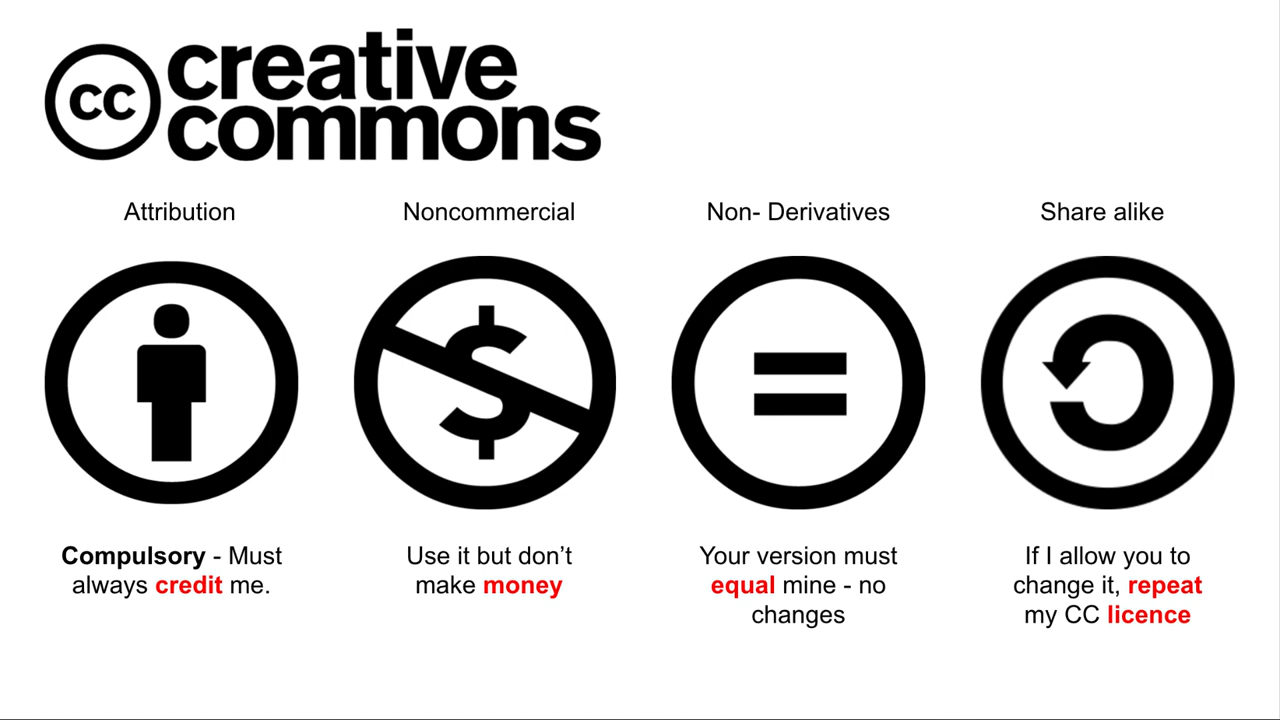 cc creative
commons
Attribution
Noncommercial
Non- Derivatives
Share alike
$
=
Compulsory - Must
always credit me.
Use it but don’t
make money
Your version must
equal mine - no
changes
If I allow you to
change it, repeat
my CC licence